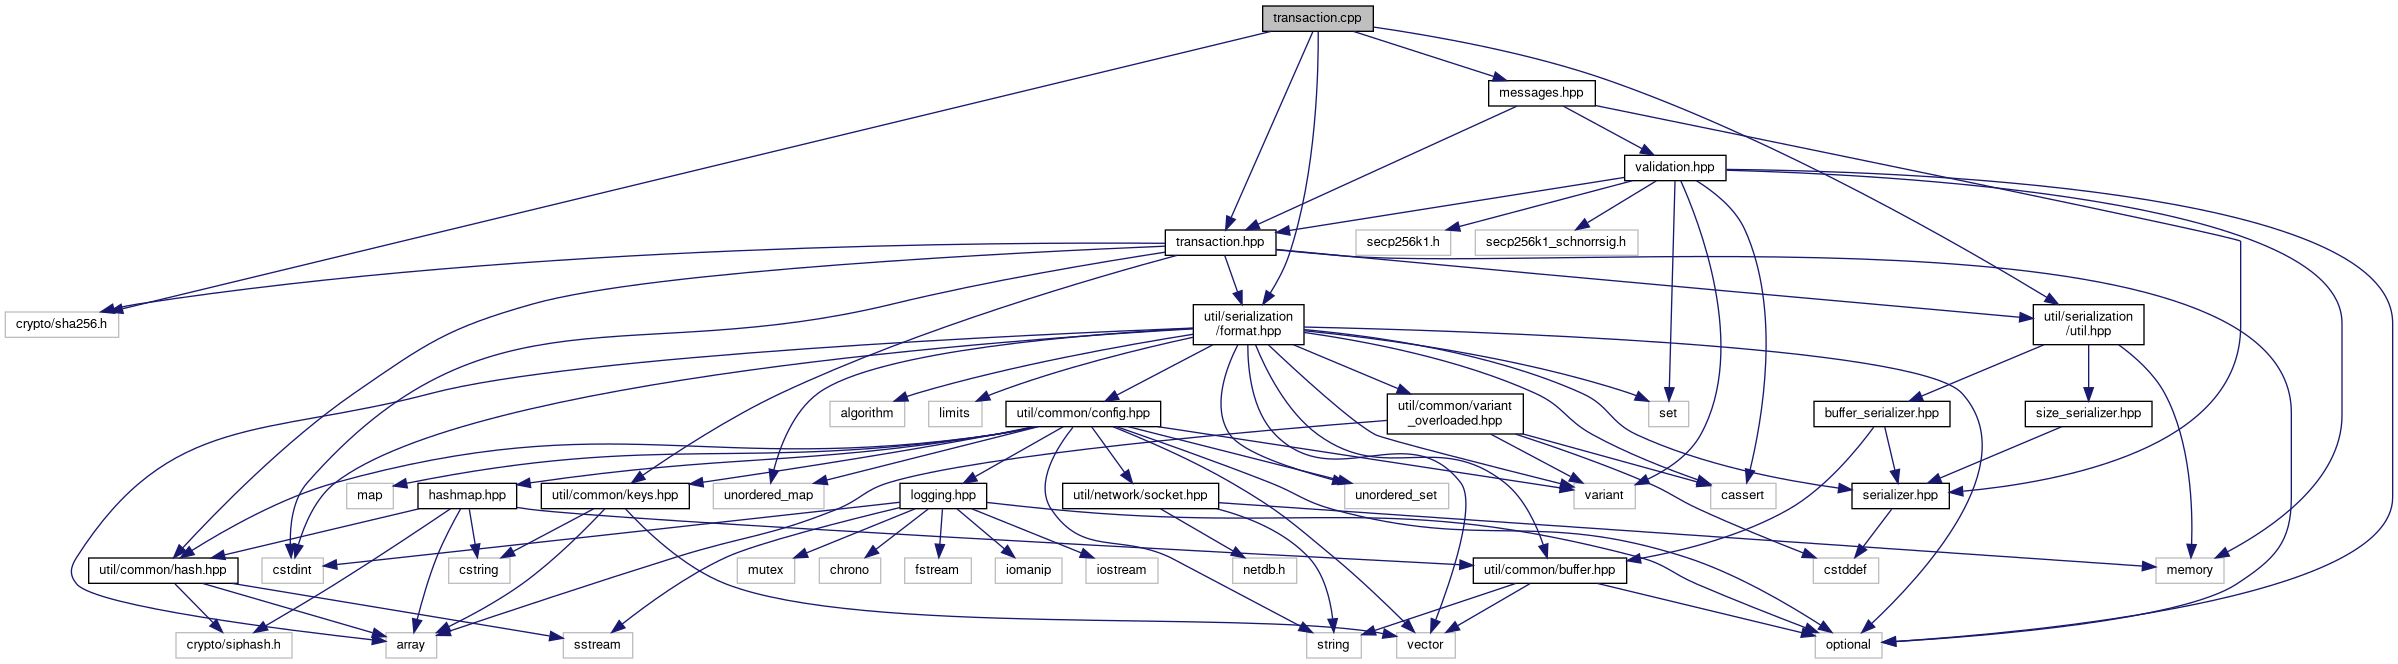 transaction.cpp
messages.hpp
validation.hpp
transaction.hpp
secp256k1.h
secp256k1_schnorrsig.h
crypto/sha256.h
util/serialization
/format.hpp
util/serialization
/util.hpp
algorithm
limits
util/common/config.hpp
util/common/variant
_overloaded.hpp
set
buffer_serializer.hpp
size_serializer.hpp
map
hashmap.hpp
util/common/keys.hpp
unordered_map
logging.hpp
util/network/socket.hpp
unordered_set
variant
cassert
serializer.hpp
util/common/hash.hpp
cstdint
cstring
mutex
chrono
fstream
iomanip
iostream
netdb.h
util/common/buffer.hpp
cstddef
memory
crypto/siphash.h
array
sstream
string
vector
optional